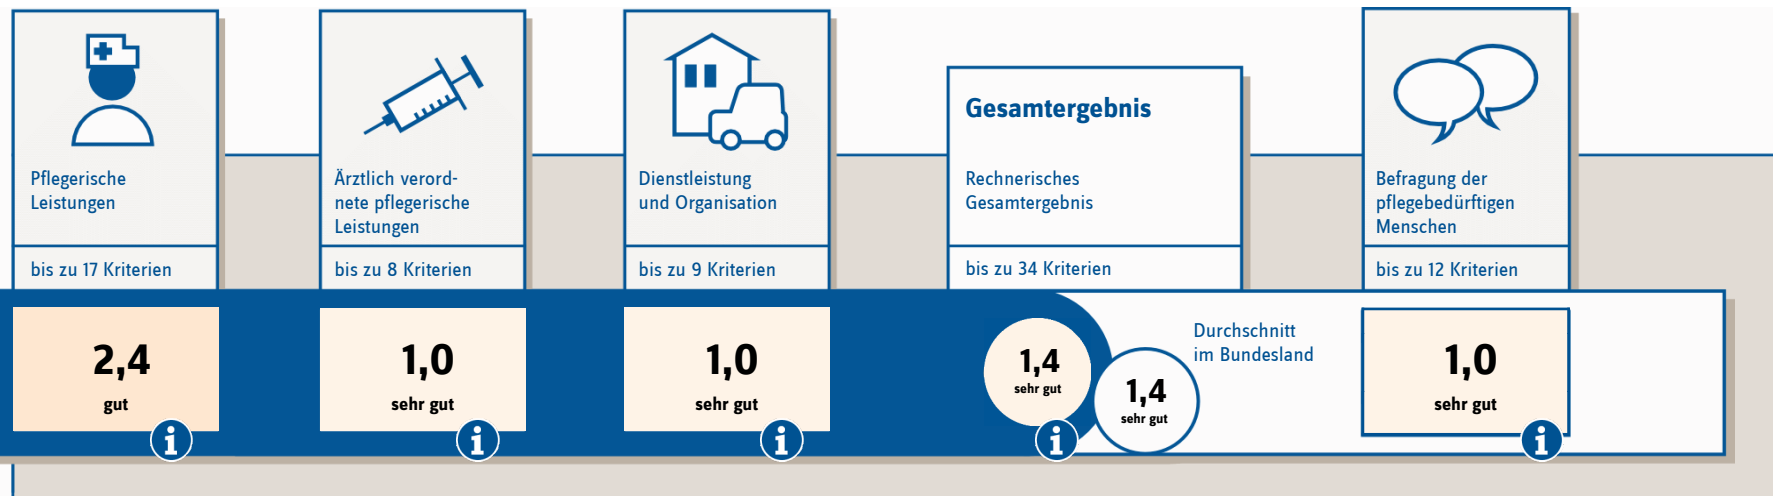 Pflegerische
Leistungen
bis zu 17 Kriterien
2,4
gut
i
Ärztlich verord-
nete pflegerische
Leistungen
bis zu 8 Kriterien
1,0
sehr gut
i
Dienstleistung
und Organisation
bis zu 9 Kriterien
1,0
sehr gut
i
Gesamtergebnis
Rechnerisches
Gesamtergebnis
bis zu 34 Kriterien
1,4
sehr gut
i
1,4
sehr gut
Durchschnitt
im Bundesland
Befragung der
pflegebedürftigen
Menschen
bis zu 12 Kriterien
1,0
sehr gut
i